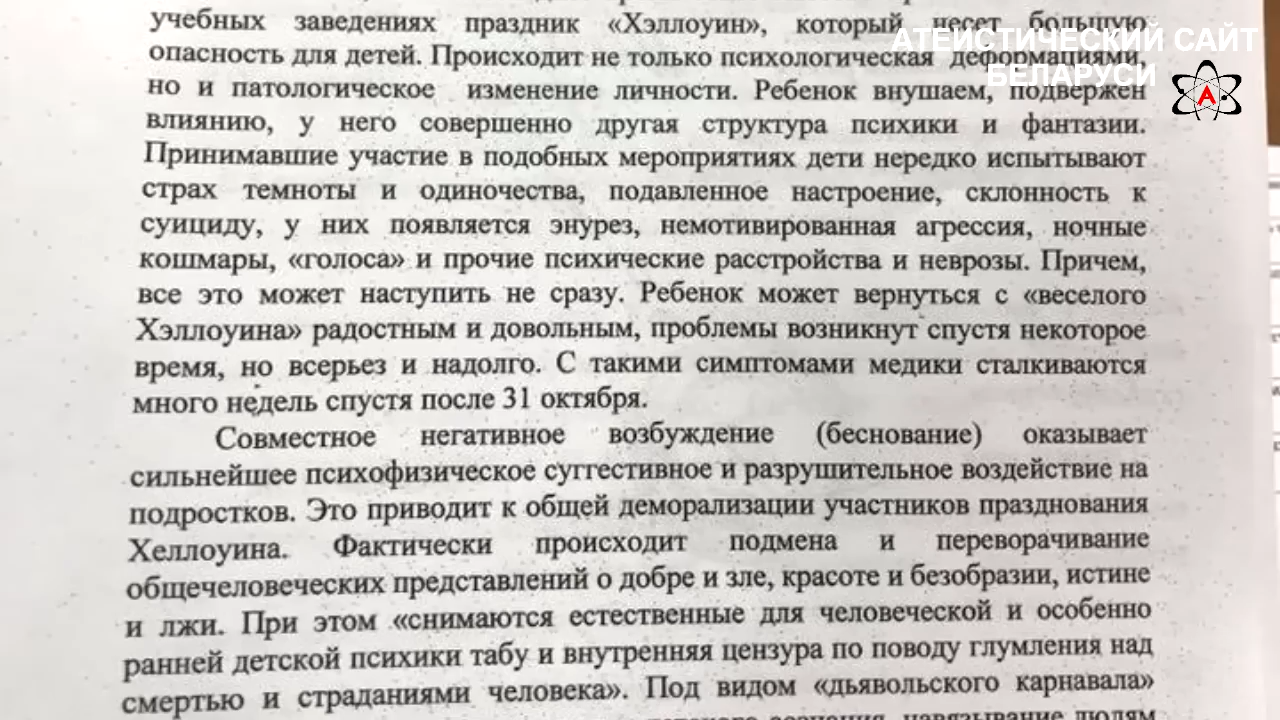 учебных заведениях праздник «Хэллоуин», который несет большую
опасность для детей. Происходит не только психологическая деформациями,
но и патологическое изменение личности. Ребенок внушаем, подвержен
влиянию, у него совершенно другая структура психики и фантазии.
Принимавшие участие в подобных мероприятиях дети нередко испытывают
страх темноты и одиночества, подавленное настроение, склонность к
суициду, у них появляется энурез, немотивированная агрессия, ночные
кошмары, «голоса» и прочие психические расстройства и неврозы. Причем,
все это может наступить не сразу. Ребенок может вернуться с «веселого
Хэллоуина» радостным и довольным, проблемы возникнут спустя некоторое
время, но всерьез и надолго. С такими симптомами медики сталкиваются
много недель спустя после 31 октября.
Совместное негативное возбуждение (беснование) оказывает
сильнейшее психофизическое суггестивное и разрушительное воздействие на
подростков. Это приводит к общей деморализации участников празднования
Хеллоуина. Фактически происходит подмена и переворачивание
общечеловеческих представлений о добре и зле, красоте и безобразии, истине
и лжи. При этом «снимаются естественные для человеческой и особенно
ранней детской психики табу и внутренняя цензура по поводу глумления над
смертью и страданиями человека». Под видом «дьявольского карнавала»
детского сознания, навязывание людям
АТЕИСТИЧЕСКИЙ САЙТ
БЕЛАРУСИ
А